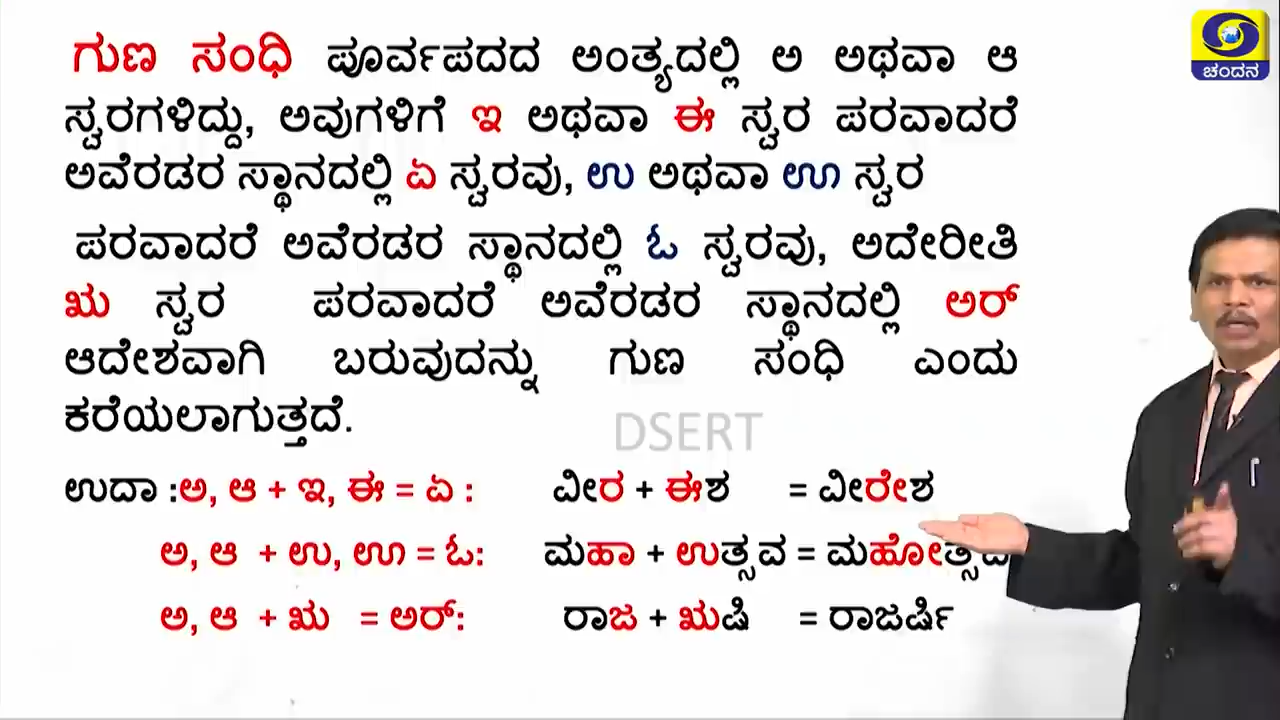 ಗುಣ ಸಂಧಿ ಪೂರ್ವಪದದ ಅಂತ್ಯದಲ್ಲಿ ಅ ಅಥವಾ ಆ
ಸ್ವರಗಳಿದ್ದು, ಅವುಗಳಿಗೆ ಇ ಅಥವಾ ಈ ಸ್ವರ ಪರವಾದರೆ
ಅವೆರಡರ ಸ್ಥಾನದಲ್ಲಿ ಏ ಸ್ವರವು, ಉ ಅಥವಾ ಊ ಸ್ವರ
ಪರವಾದರೆ ಅವೆರಡರ ಸ್ಥಾನದಲ್ಲಿ ಓ ಸ್ವರವು, ಅದೇರೀತಿ
ಋ ಸ್ವರ ಪರವಾದರೆ ಅವೆರಡರ ಸ್ಥಾನದಲ್ಲಿ ಅರ್
ಆದೇಶವಾಗಿ ಬರುವುದನ್ನು ಗುಣ ಸಂಧಿ ಎಂದು
ಕರೆಯಲಾಗುತ್ತದೆ.
DSERT
ಉದಾ :ಅ, ಆ + ಇ, ಈ = ಏ : ವೀರ + ಈಶ = ವೀರೇಶ
ಅ, ಆ + ಉ, ಊ = ಓ: ಮಹಾ + ಉತ್ಸವ = ಮಹೋತ್ಸವ
ಅ, ಆ + ಋ = ಅರ್: ರಾಜ + ಋಷಿ = ರಾಜರ್ಷಿ
ಚಂದನ